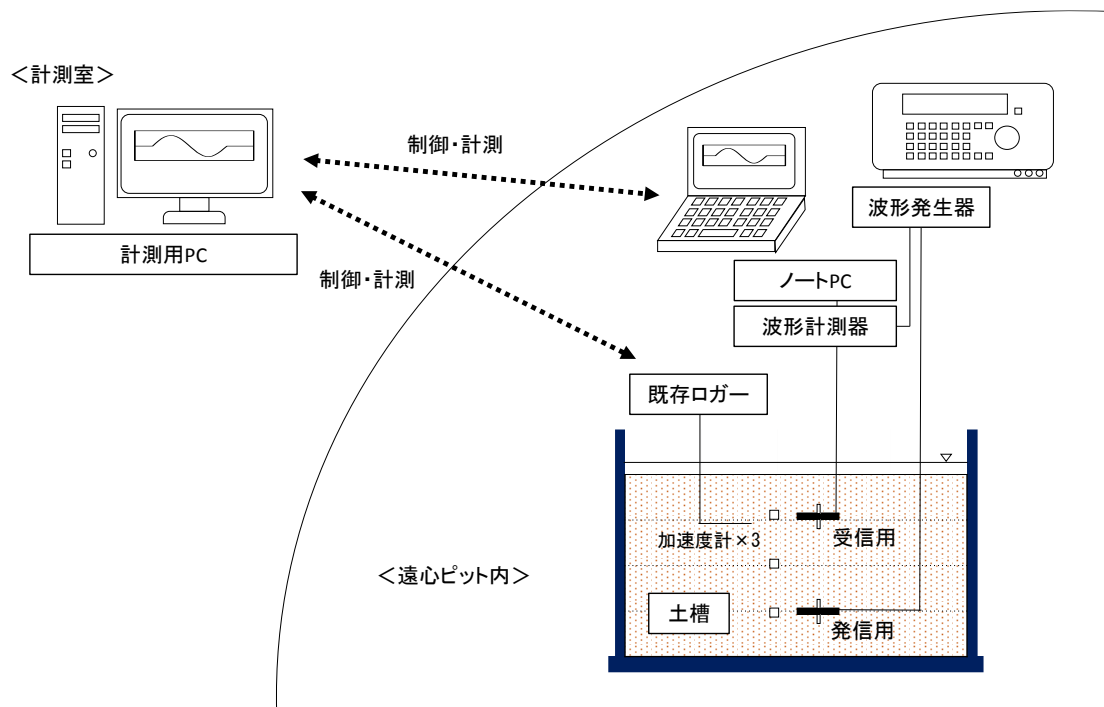 ＜計測室＞
制御・計測
計測用PC
制御・計測
波形発生器
ノートPC
波形計測器
既存ロガー
加速度計×3
受信用
＜遠心ピット内＞
土槽
発信用